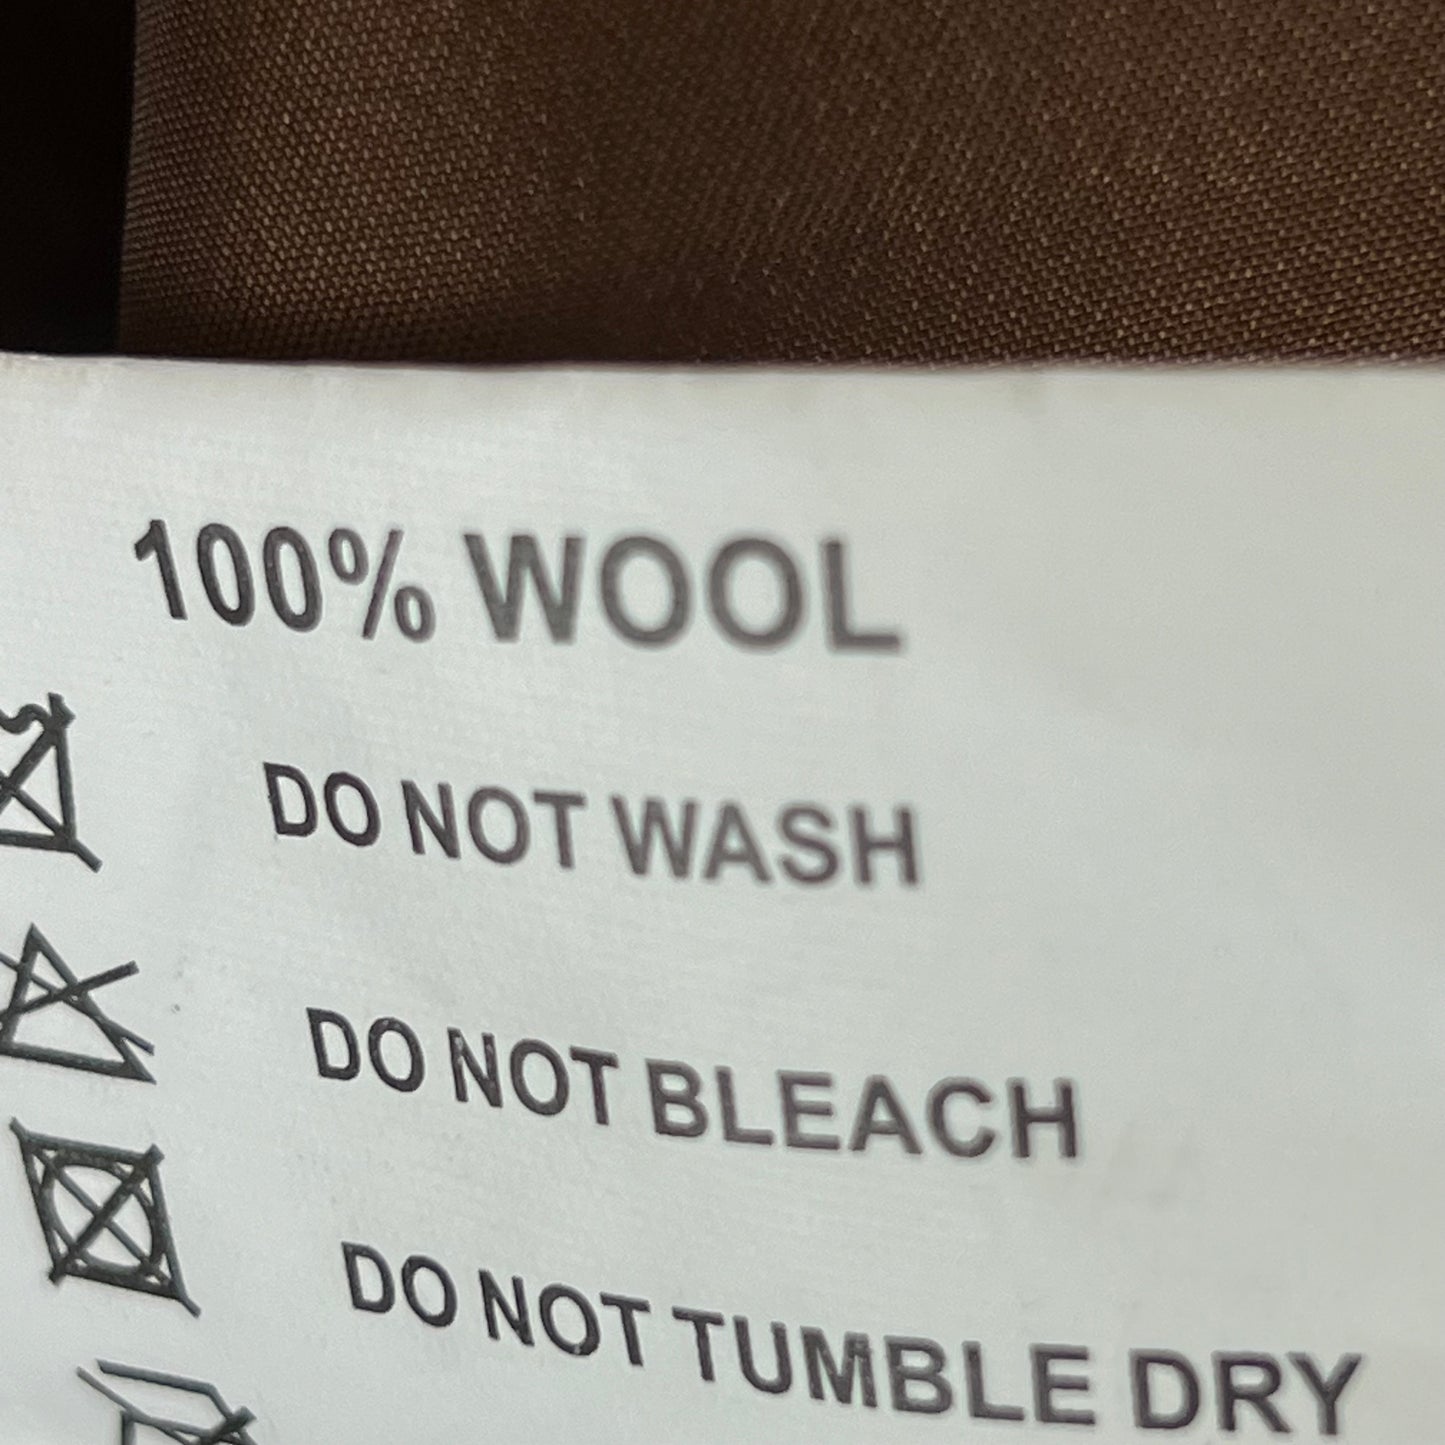 100% WOOL
DO NOT WASH
DO NOT BLEACH
DO NOT TUMBLE DRY